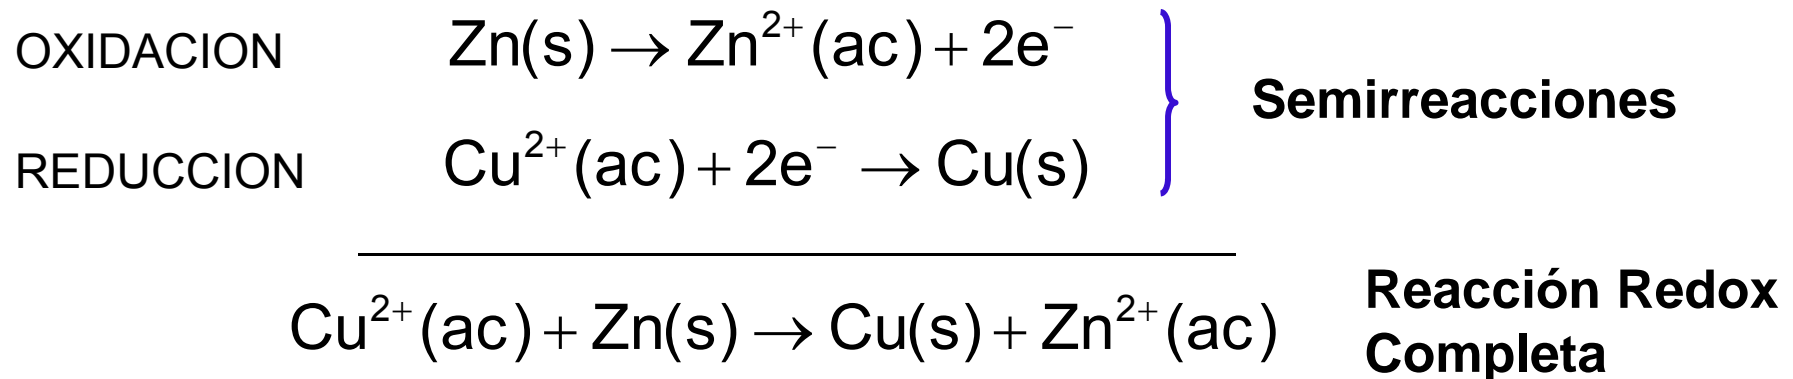 OXIDACION Zn(s) → Zn²⁺(ac) + 2e⁻
Semirreacciones
REDUCCION Cu²⁺(ac) + 2e⁻ → Cu(s)
Cu²⁺(ac) + Zn(s) → Cu(s) + Zn²⁺(ac)
Reacción Redox
Completa